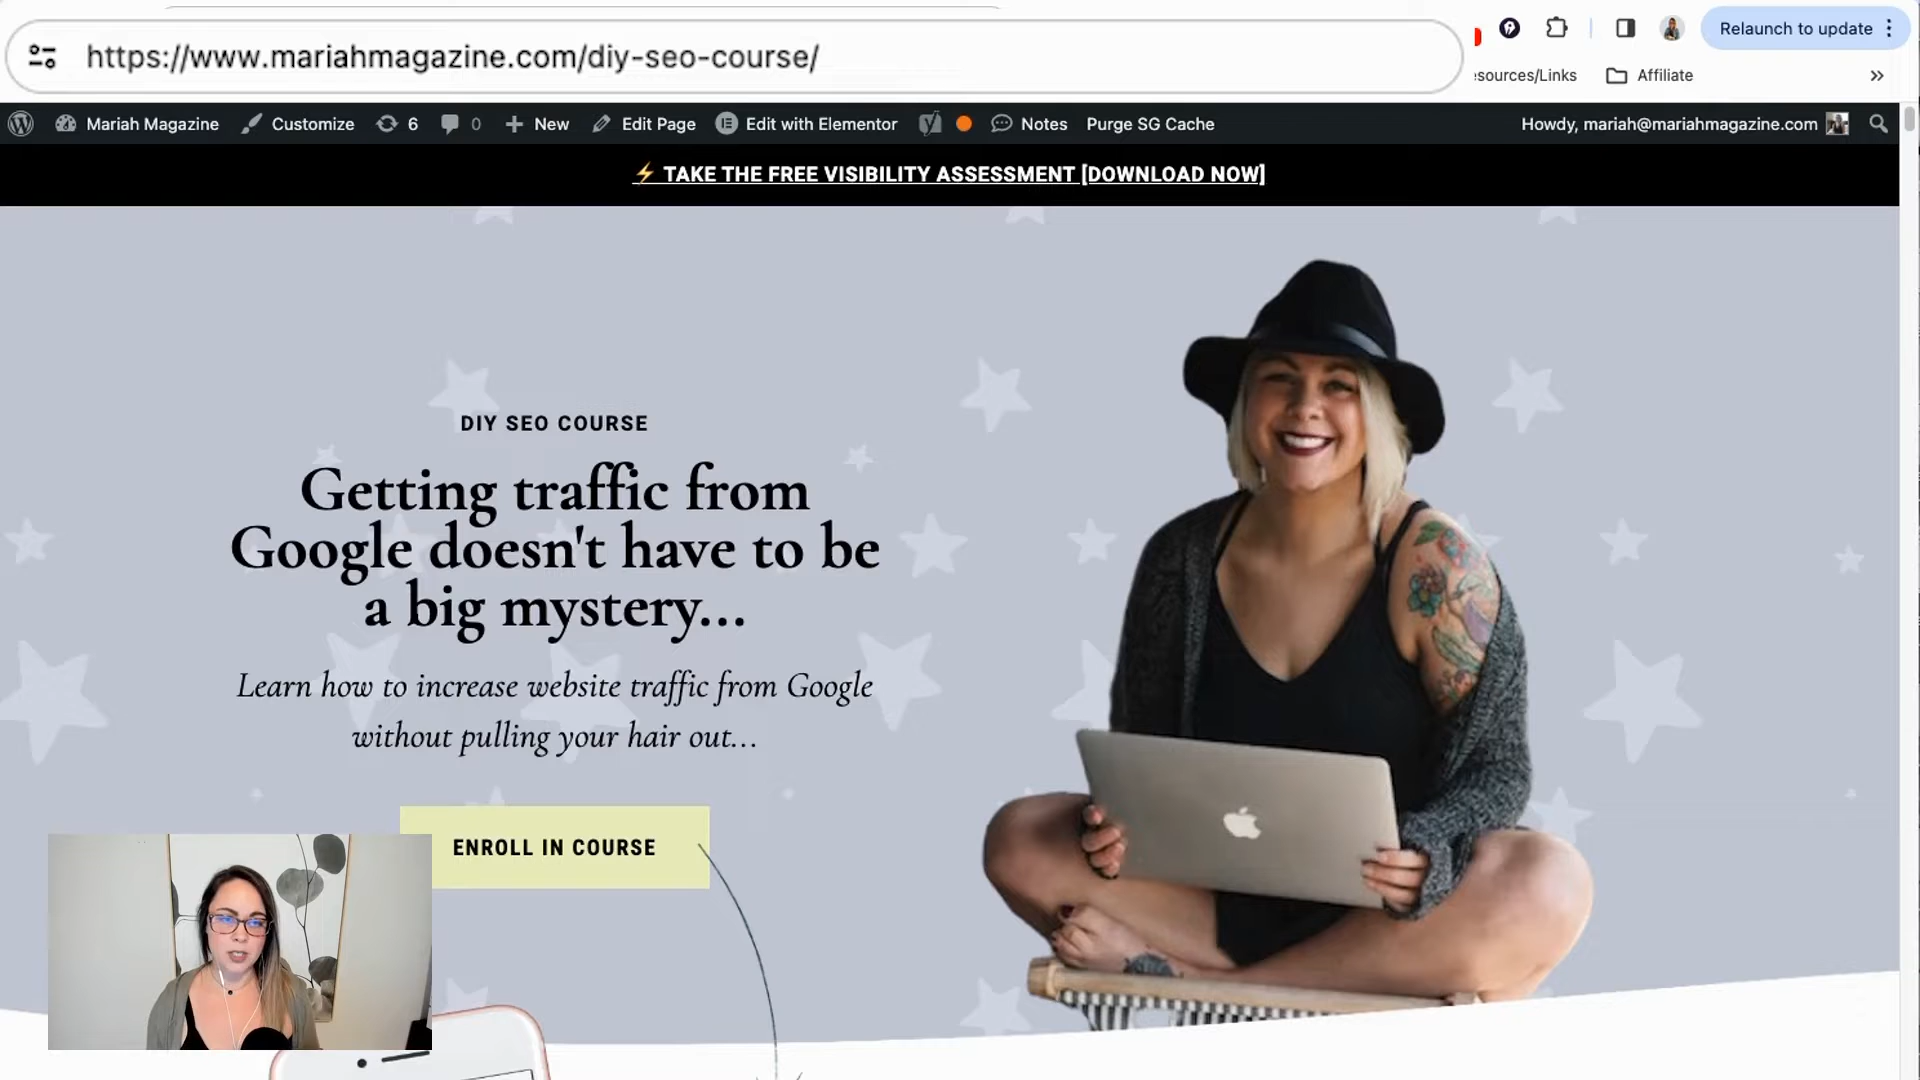 https://www.mariahmagazine.com/diy-seo-course/
Relaunch to update
esources/Links
Affiliate
Mariah Magazine
Customize
6
0
New
Edit Page
Edit with Elementor
Notes
Purge SG Cache
Howdy, mariah@mariahmagazine.com
⚡ TAKE THE FREE VISIBILITY ASSESSMENT [DOWNLOAD NOW]
DIY SEO COURSE
Getting traffic from
Google doesn't have to be
a big mystery...
Learn how to increase website traffic from Google
without pulling your hair out...
ENROLL IN COURSE